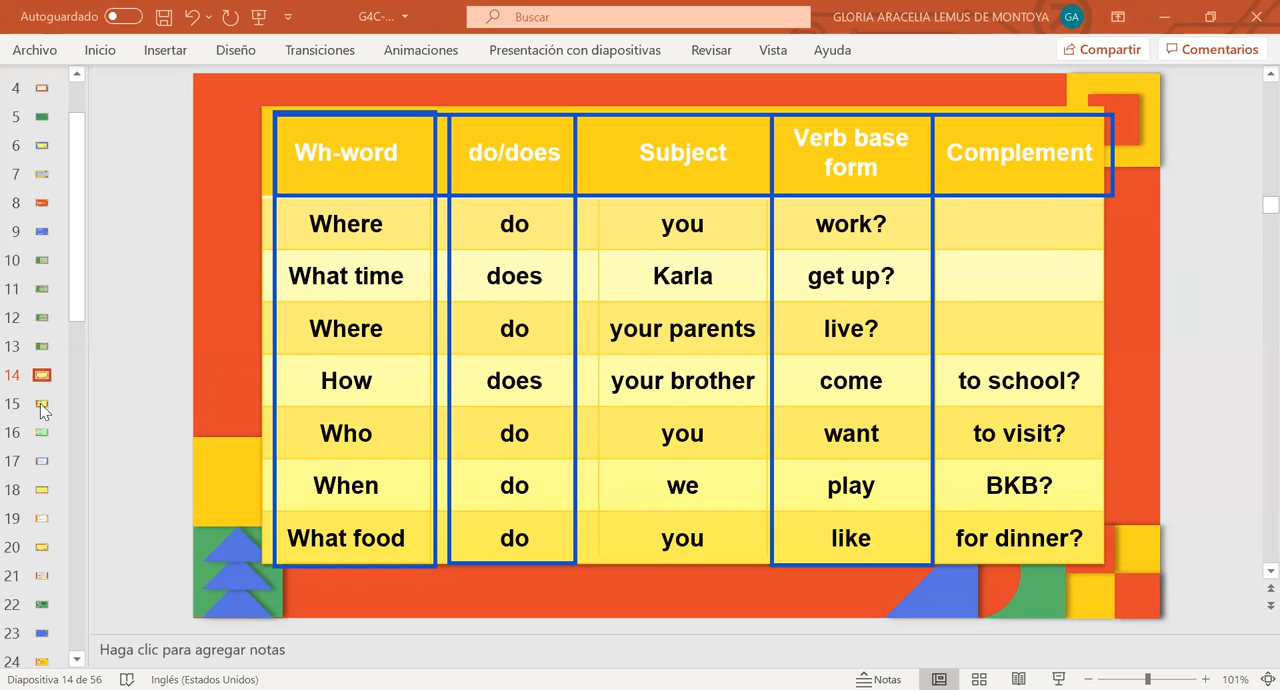 Autoguardado
G4C-...
Buscar
GLORIA ARACELIA LEMUS DE MONTOYA
GA
Archivo Inicio Insertar Diseño Transiciones Animaciones Presentación con diapositivas Revisar Vista Ayuda
Compartir Comentarios
4
5
6
7
8
9
10
11
12
13
14
15
16
17
18
19
20
21
22
23
24
Wh-word do/does Subject Verb base form Complement
Where do you work?
What time does Karla get up?
Where do your parents live?
How does your brother come to school?
Who do you want to visit?
When do we play BKB?
What food do you like for dinner?
Haga clic para agregar notas
Diapositiva 14 de 56 Inglés (Estados Unidos) Notas 101%